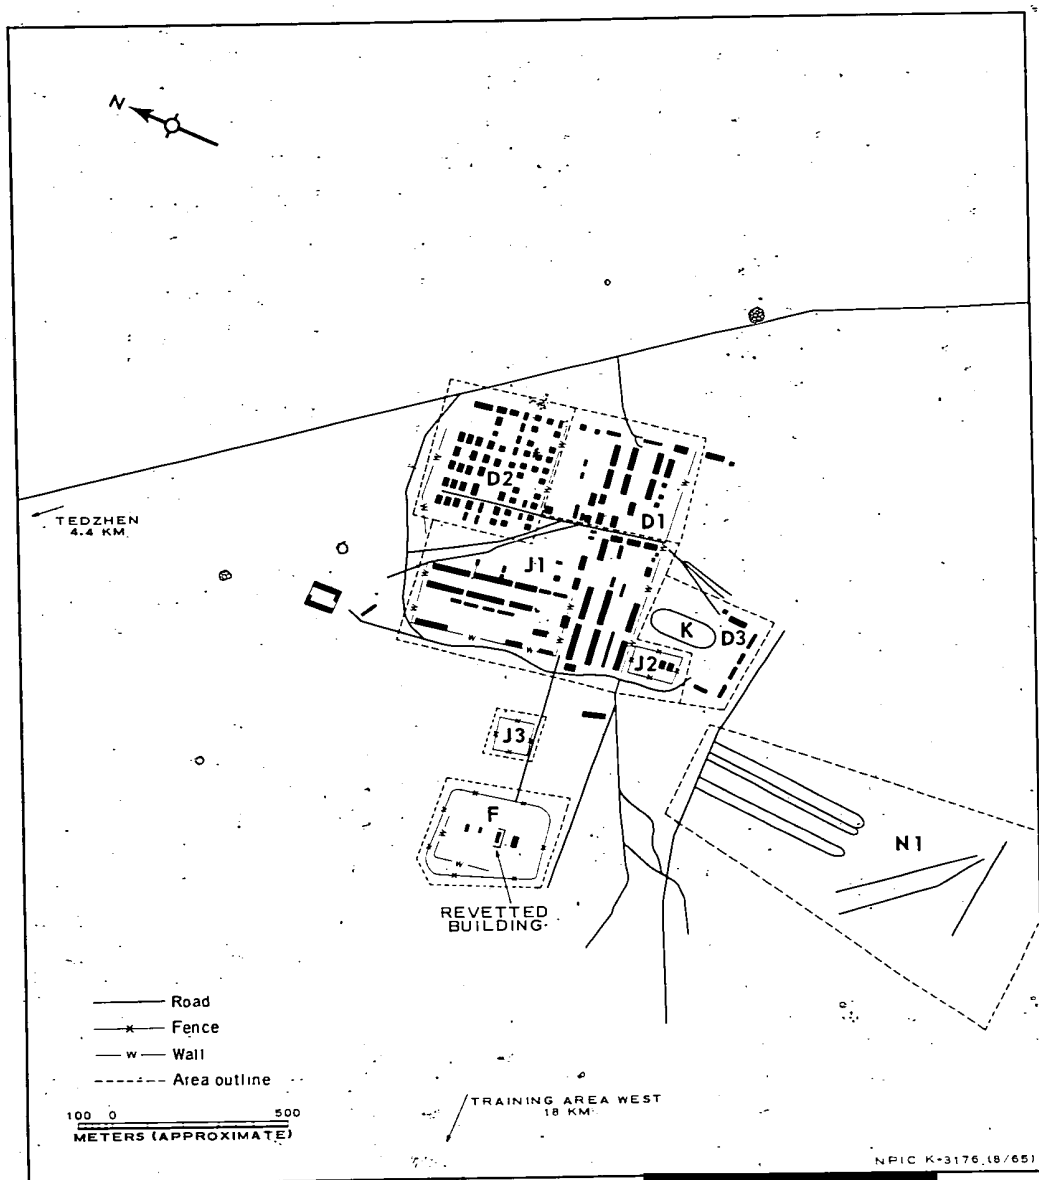 N
TEDZHEN
4.4 KM
D2
D1
J1
K
D3
J2
J3
F
N1
REVETTED
BUILDING
Road
x Fence
w Wall
Area outline
100 0 500
METERS (APPROXIMATE)
TRAINING AREA WEST
18 KM
NPIC K-3176 (8/65)